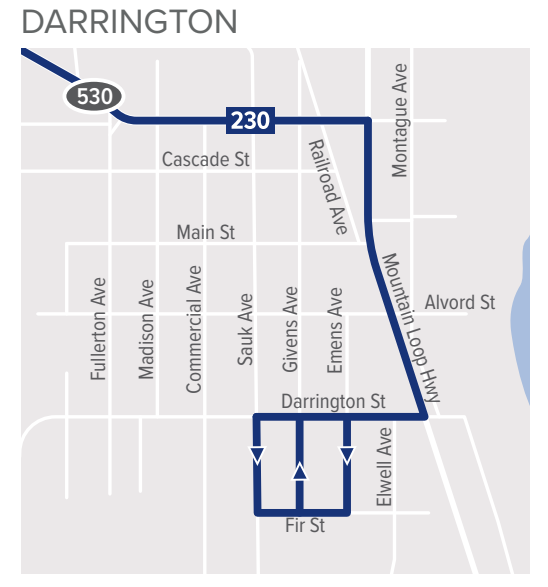 DARRINGTON
530
230
Montague Ave
Cascade St
Railroad Ave
Main St
Mountain Loop Hwy
Alvord St
Fullerton Ave
Madison Ave
Commercial Ave
Sauk Ave
Givens Ave
Emens Ave
Darrington St
Elwell Ave
Fir St